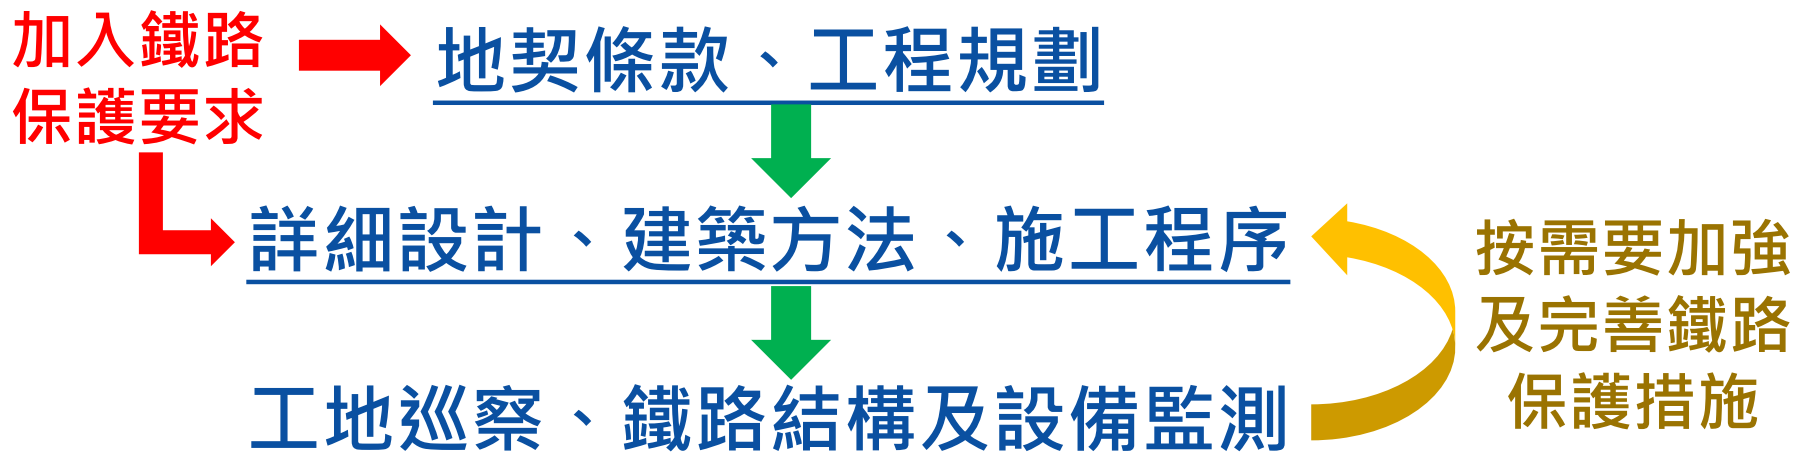 加入鐵路
保護要求
地契條款、工程規劃
詳細設計、建築方法、施工程序
按需要加強
及完善鐵路
保護措施
工地巡察、鐵路結構及設備監測